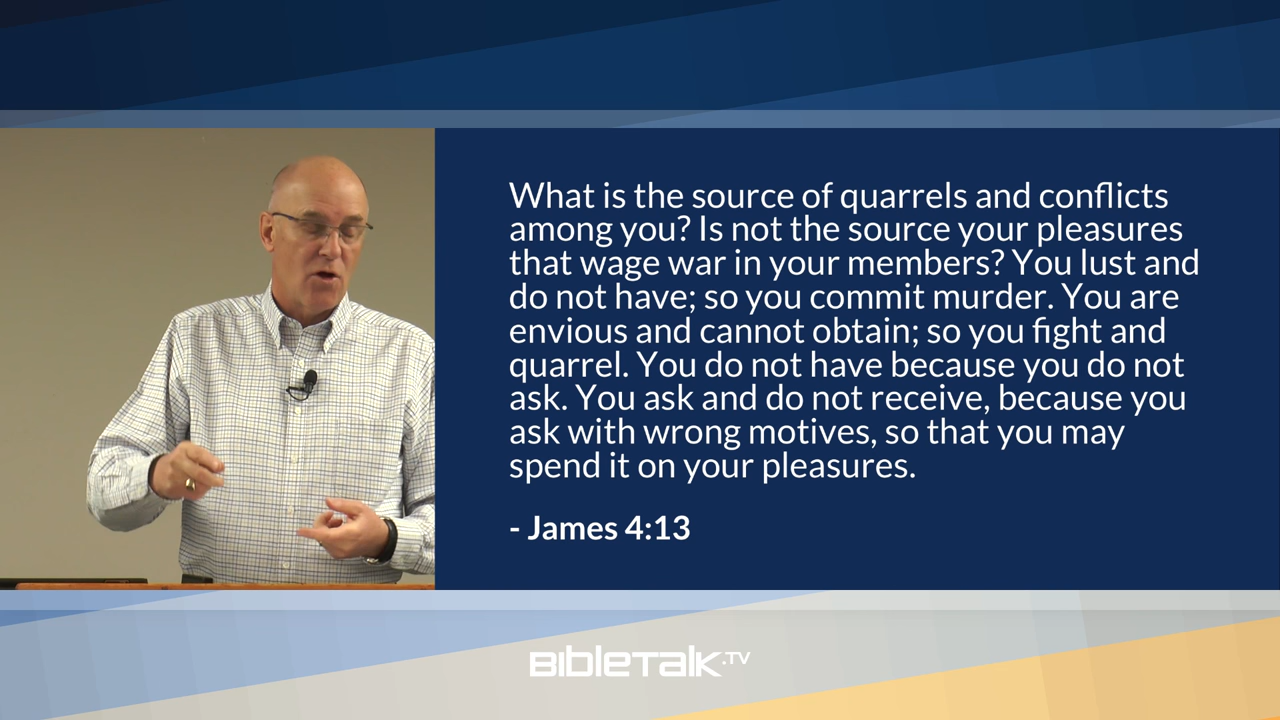 What is the source of quarrels and conflicts
among you? Is not the source your pleasures
that wage war in your members? You lust and
do not have; so you commit murder. You are
envious and cannot obtain; so you fight and
quarrel. You do not have because you do not
ask. You ask and do not receive, because you
ask with wrong motives, so that you may
spend it on your pleasures.
- James 4:13
BibleTalk.TV